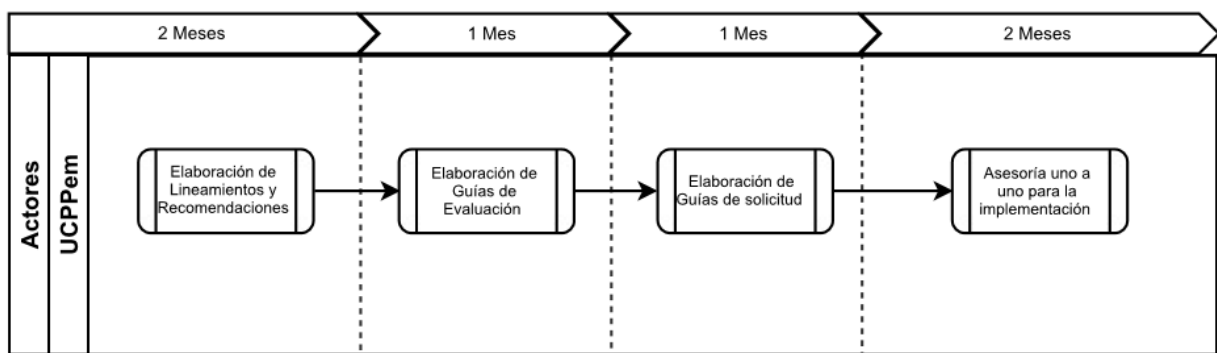 2 Meses
1 Mes
1 Mes
2 Meses
Actores
UCPPem
Elaboración de
Lineamientos y
Recomendaciones
Elaboración de
Guías de
Evaluación
Elaboración de
Guías de solicitud
Asesoría uno a
uno para la
implementación